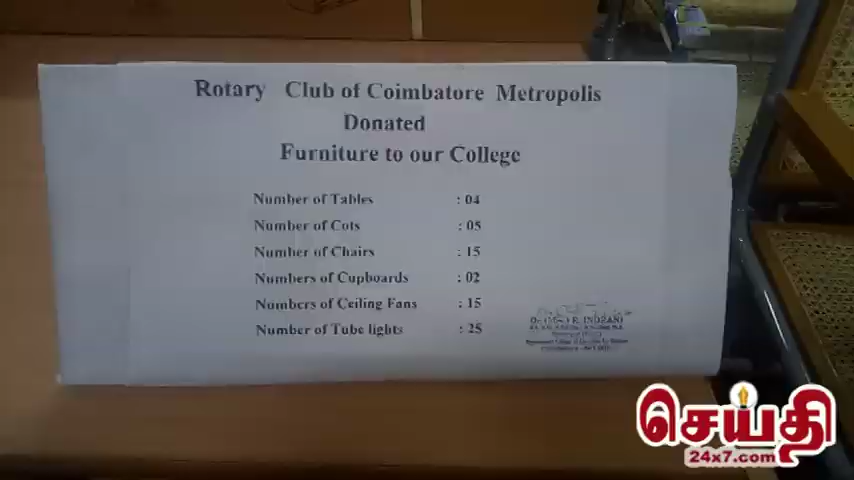 Rotary Club of Coimbatore Metropolis
Donated
Furniture to our College
Number of Tables : 04
Number of Cots : 05
Number of Chairs : 15
Numbers of Cupboards : 02
Numbers of Ceiling Fans : 15
Number of Tube lights : 25
R. INDRANI
செய்தி
24x7.com